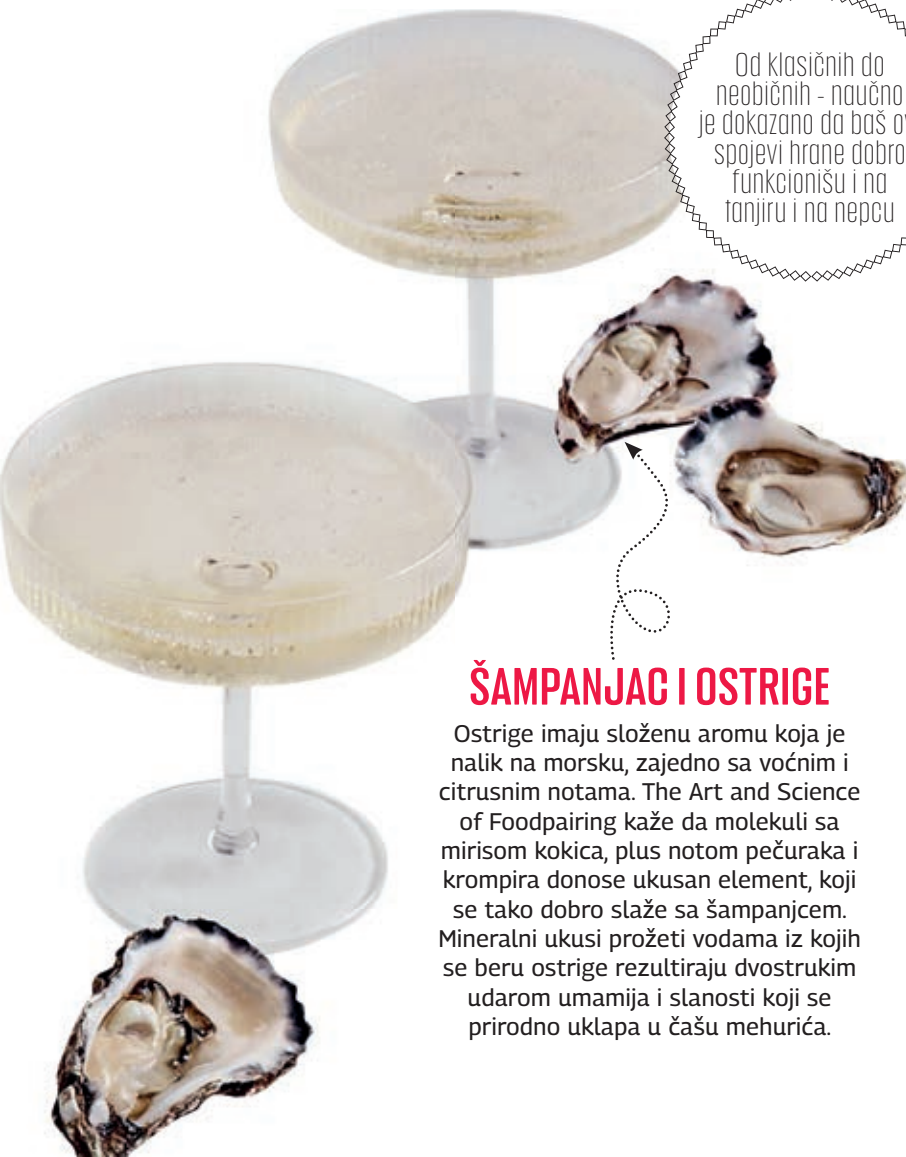 Od klasičnih do
neobičnih - naučno
je dokazano da baš
spojevi hrane dobro
funkcionišu i na
tanjiru i na nepcu
ŠAMPANJAC I OSTRIGE
Ostrige imaju složenu aromu koja je
nalik na morsku, zajedno sa voćnim i
citrusnim notama. The Art and Science
of Foodpairing kaže da molekuli sa
mirisom kokica, plus notom pečuraka i
krompira donose ukusan element, koji
se tako dobro slaže sa šampanjcem.
Mineralni ukusi prožeti vodama iz kojih
se beru ostrige rezultiraju dvostrukim
udarom umamija i slanosti koji se
prirodno uklapa u čašu mehurića.